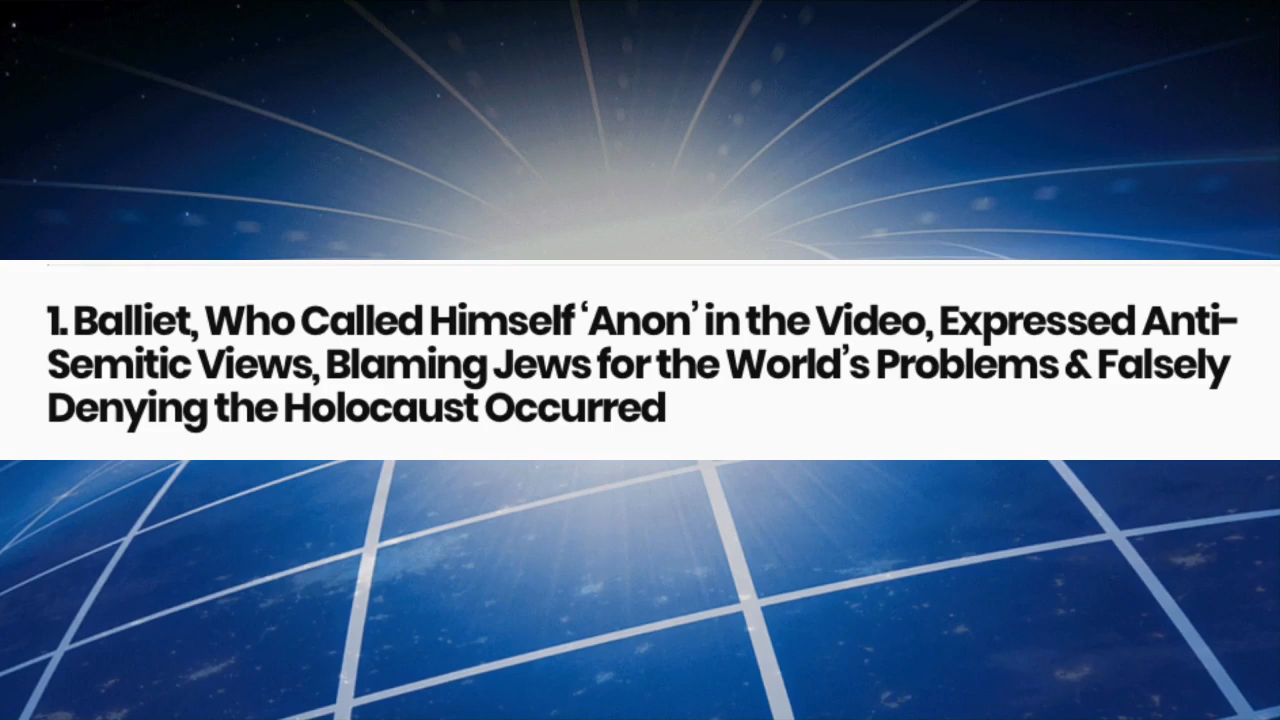 1. Balliet, Who Called Himself ‘Anon’ in the Video, Expressed Anti-
Semitic Views, Blaming Jews for the World’s Problems & Falsely
Denying the Holocaust Occurred